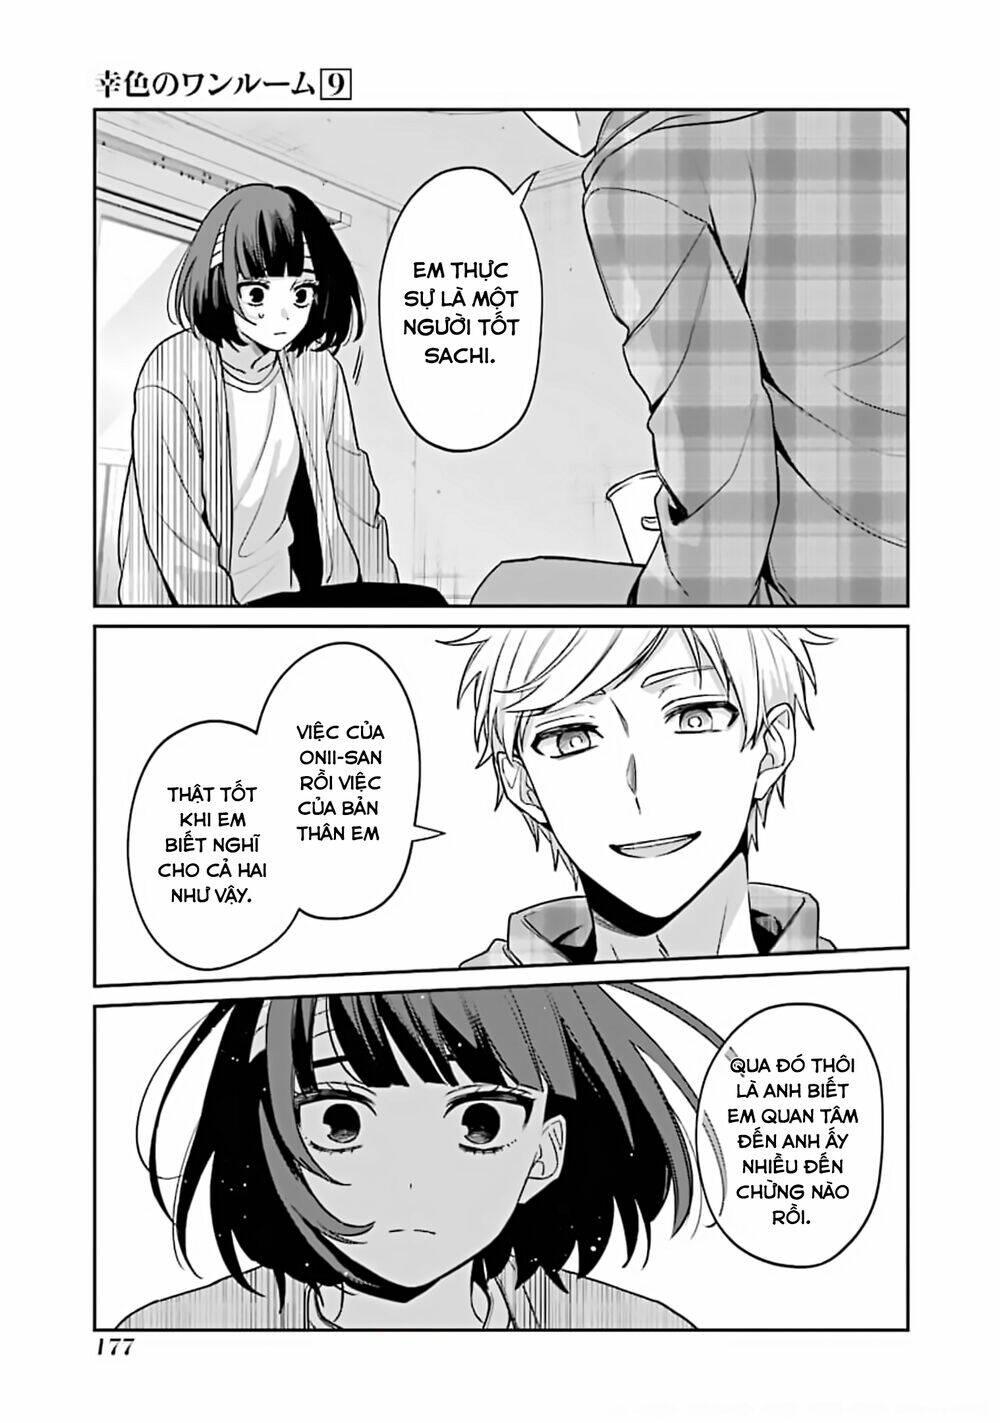 幸色のワンルーム 9
EM THỰC
SỰ LÀ MỘT
NGƯỜI TỐT
SACHI.
VIỆC CỦA
ONII-SAN
RỒI VIỆC
CỦA BẢN
THÂN EM
THẬT TỐT
KHI EM
BIẾT NGHĨ
CHO CẢ HAI
NHƯ VẬY.
QUA ĐÓ THÔI
LÀ ANH BIẾT
EM QUAN TÂM
ĐẾN ANH ẤY
NHIỀU ĐẾN
CHỪNG NÀO
RỒI.
177